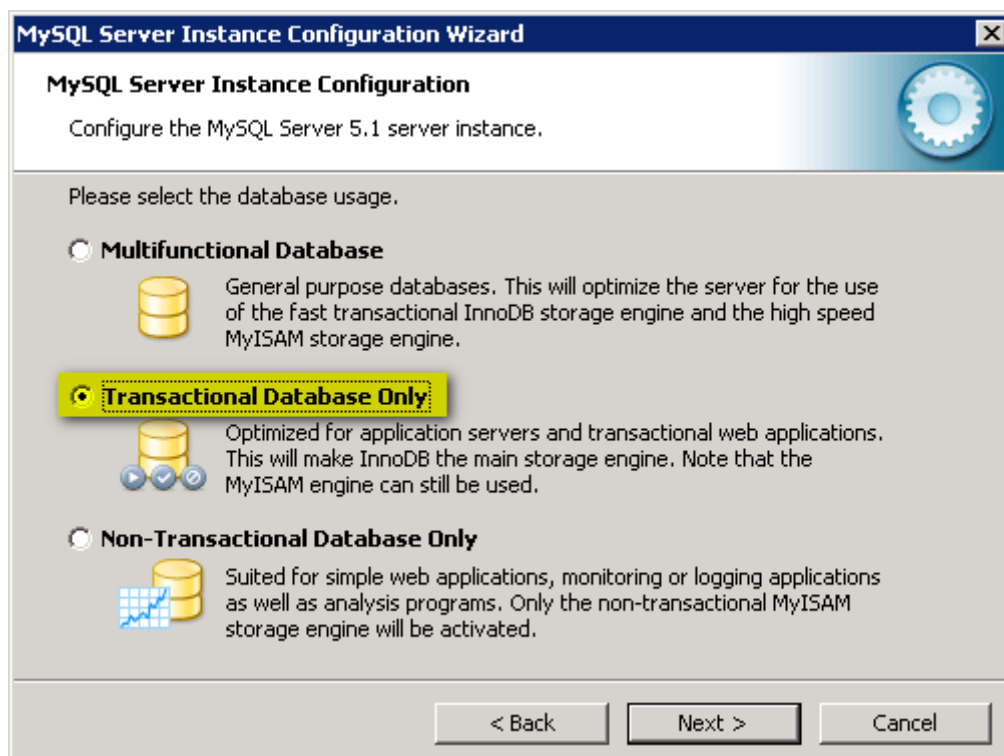 MySQL Server Instance Configuration Wizard
MySQL Server Instance Configuration
Configure the MySQL Server 5.1 server instance.
Please select the database usage.
Multifunctional Database
General purpose databases. This will optimize the server for the use
of the fast transactional InnoDB storage engine and the high speed
MyISAM storage engine.
Transactional Database Only
Optimized for application servers and transactional web applications.
This will make InnoDB the main storage engine. Note that the
MyISAM engine can still be used.
Non-Transactional Database Only
Suited for simple web applications, monitoring or logging applications
as well as analysis programs. Only the non-transactional MyISAM
storage engine will be activated.
< Back
Next >
Cancel